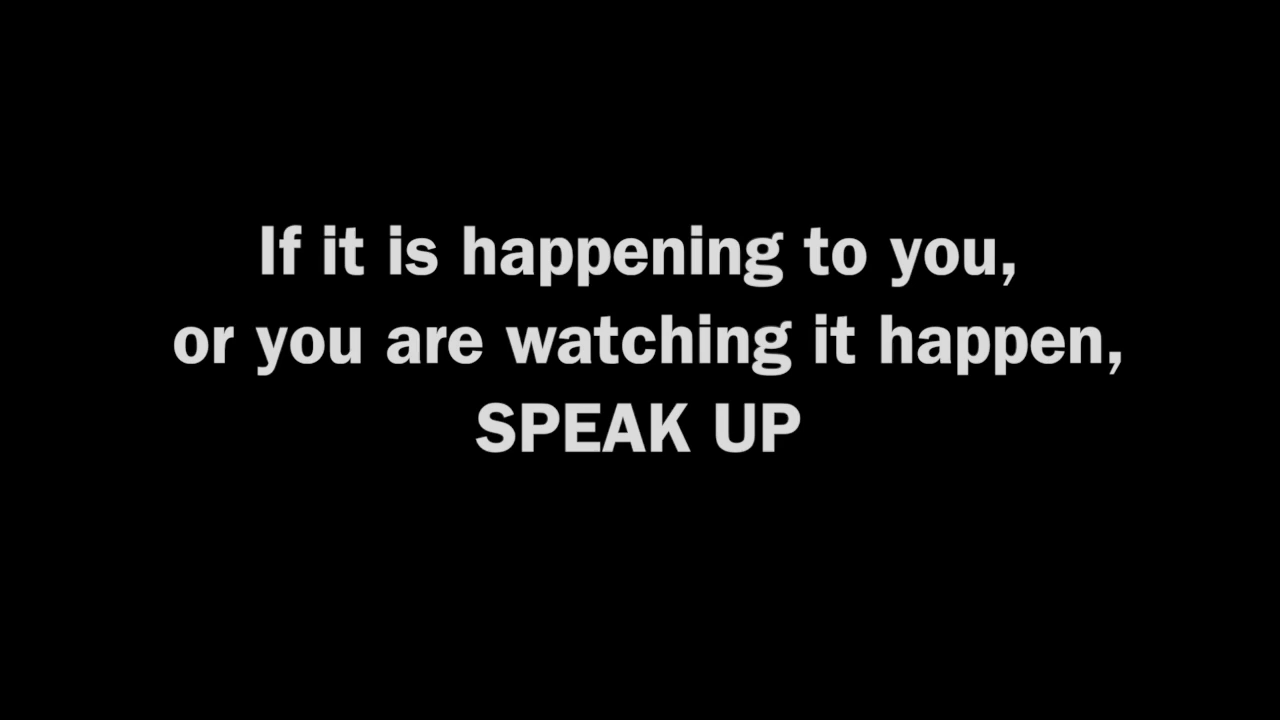 If it is happening to you,
or you are watching it happen,
SPEAK UP